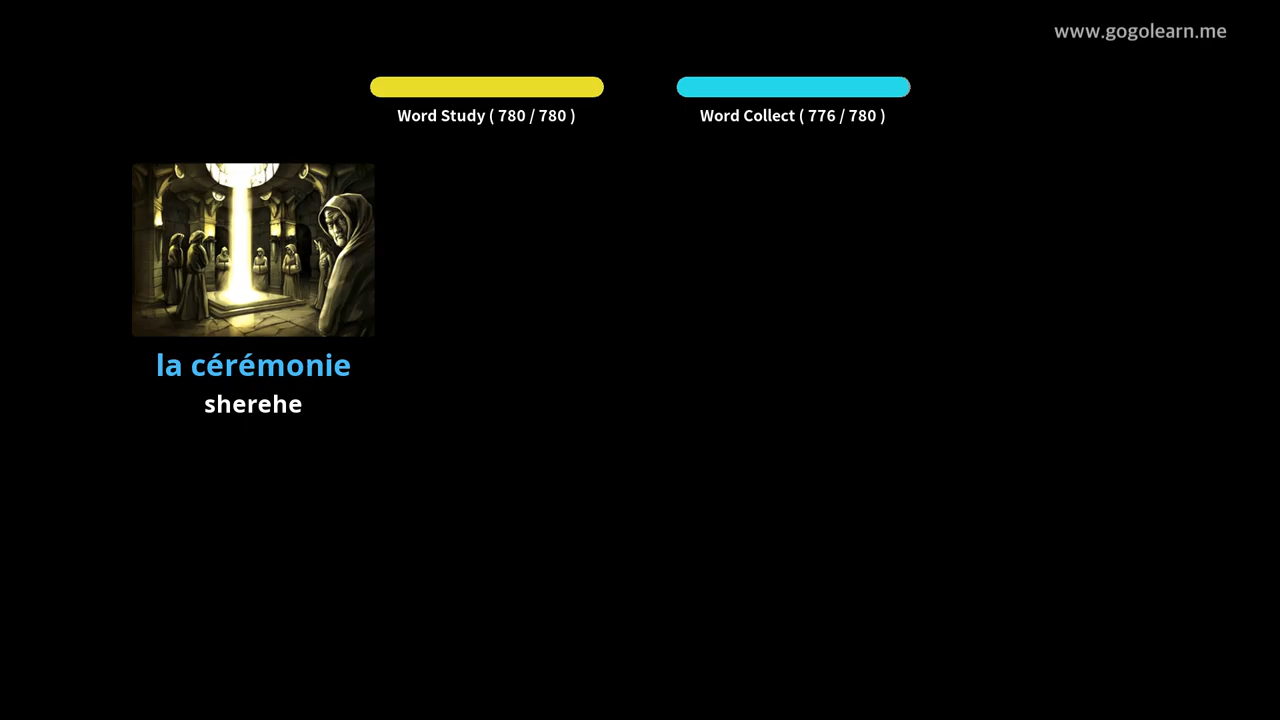 www.gogolearn.me
Word Study ( 780 / 780 )
Word Collect ( 776 / 780 )
la cérémonie
sherehe